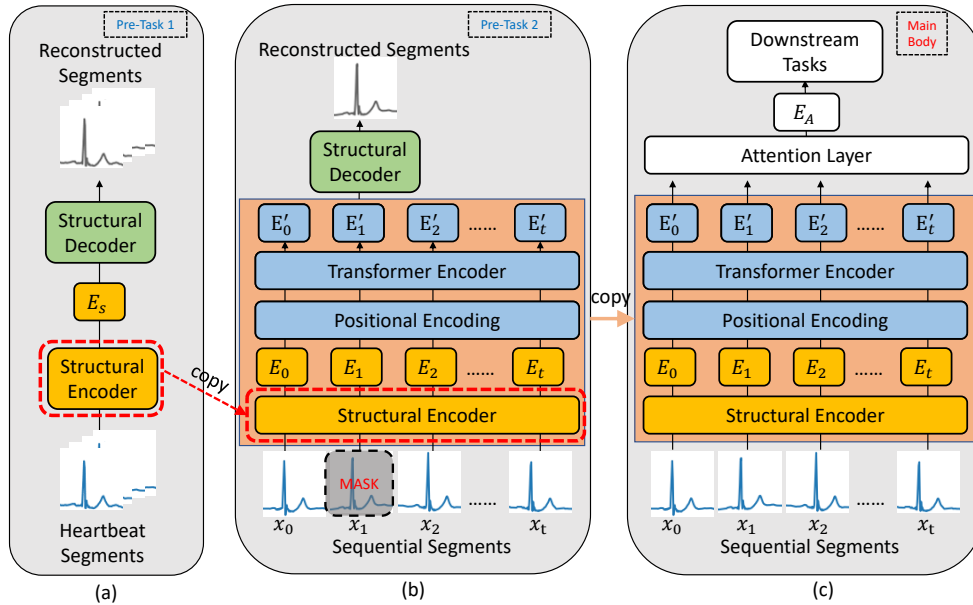 Pre-Task 1
Reconstructed
Segments
Structural
Decoder
E_s
Structural
Encoder
Heartbeat
Segments
(a)
copy
Pre-Task 2
Reconstructed Segments
Structural
Decoder
E′_0 E′_1 E′_2 ...... E′_t
Transformer Encoder
Positional Encoding
E_0 E_1 E_2 ...... E_t
Structural Encoder
MASK
......
x_0 x_1 x_2 x_t
Sequential Segments
(b)
copy
Main
Body
Downstream
Tasks
E_A
Attention Layer
E′_0 E′_1 E′_2 ...... E′_t
Transformer Encoder
Positional Encoding
E_0 E_1 E_2 ...... E_t
Structural Encoder
......
x_0 x_1 x_2 x_t
Sequential Segments
(c)